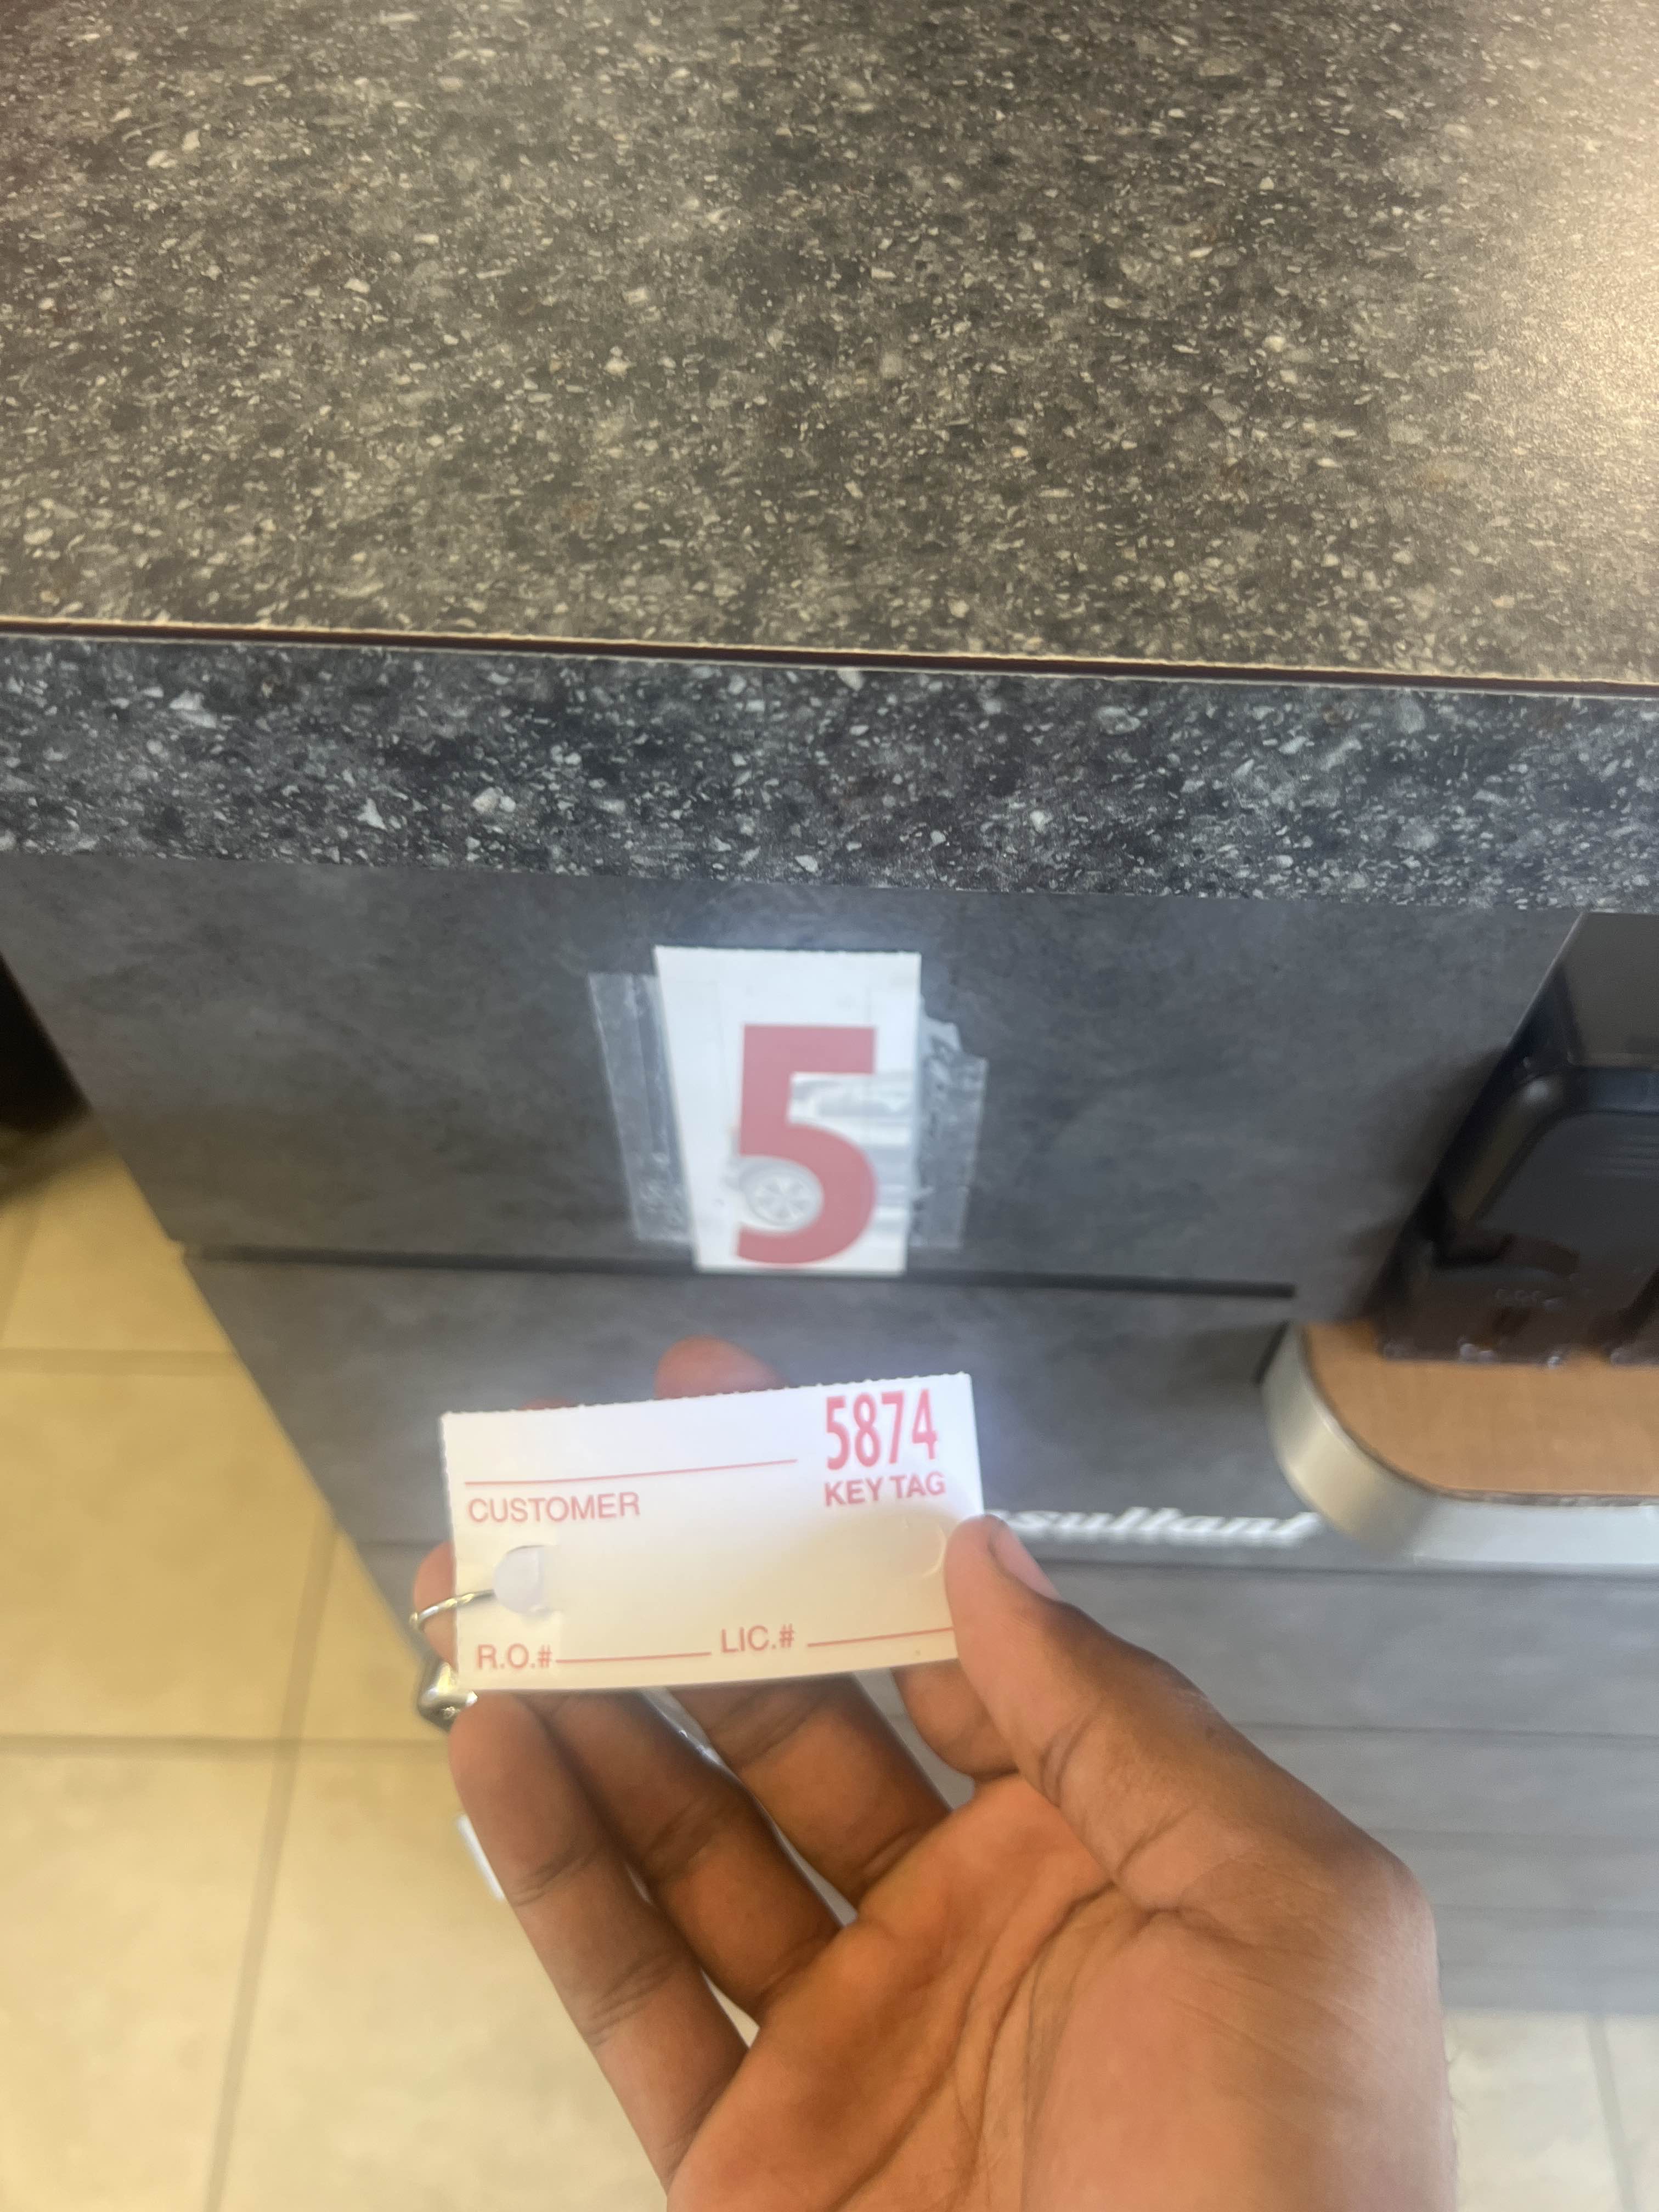 5
5874
KEY TAG
CUSTOMER
R.O.# LIC.#